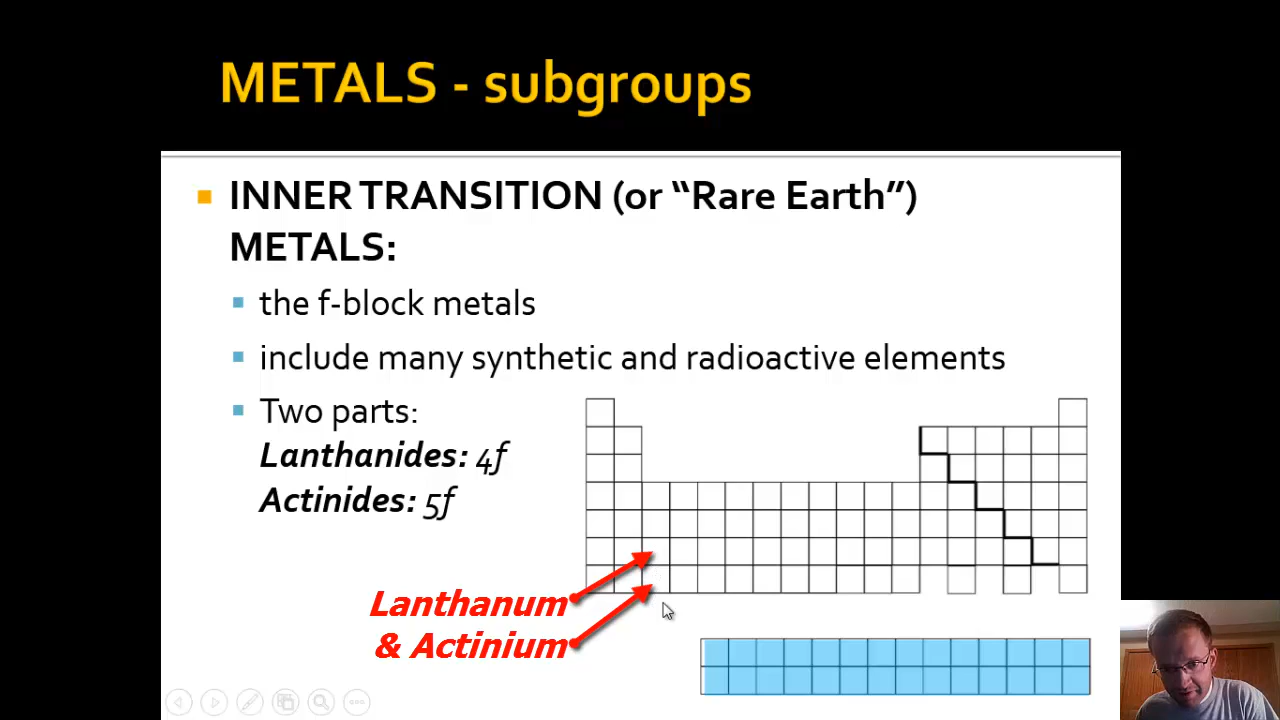 METALS - subgroups
INNER TRANSITION (or “Rare Earth”)
METALS:
the f-block metals
include many synthetic and radioactive elements
Two parts:
Lanthanides: 4f
Actinides: 5f
Lanthanum
& Actinium